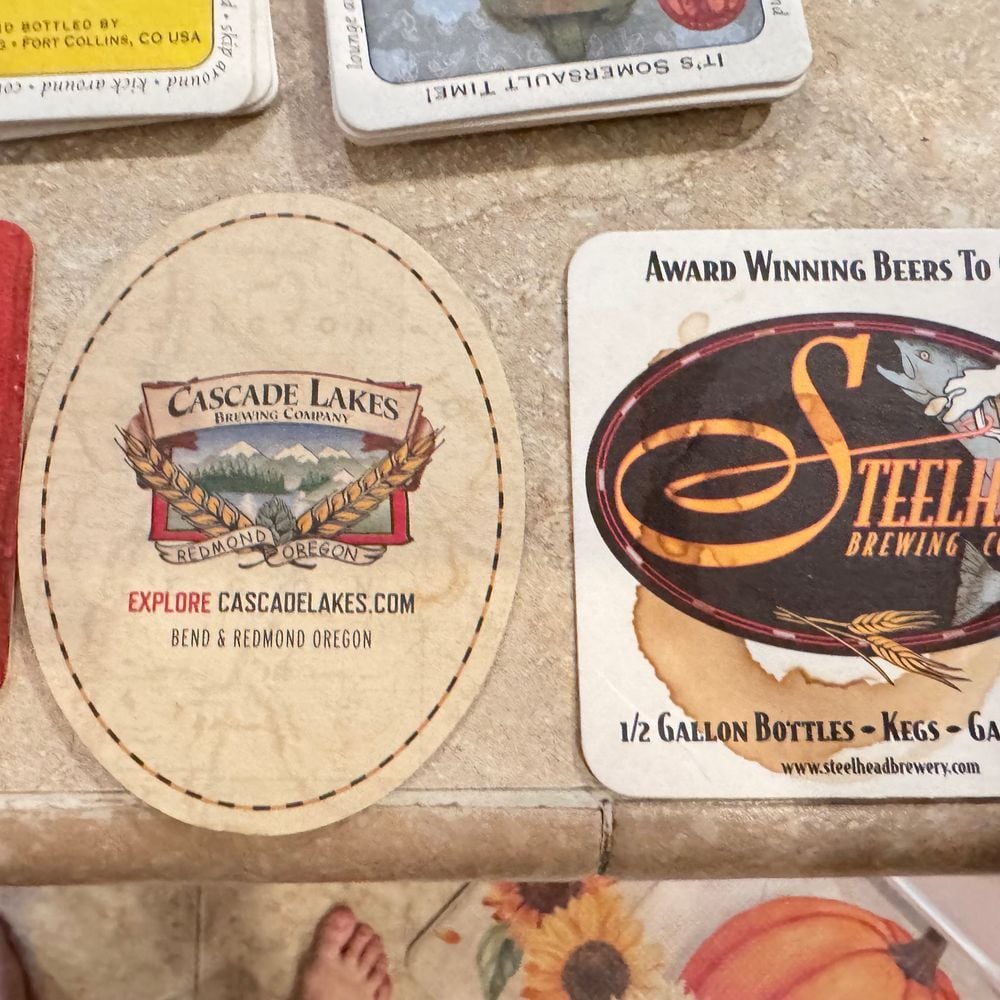 D BOTTLED BY
FORT COLLINS, CO USA
skip around • kick around •
lounge
IT'S SOMERSAULT TIME!
CASCADE LAKES
BREWING COMPANY
REDMOND OREGON
EXPLORE CASCADELAKES.COM
BEND & REDMOND OREGON
AWARD WINNING BEERS TO
STEELH
BREWING CO
1/2 GALLON BOTTLES - KEGS - GA
www.steelheadbrewery.com